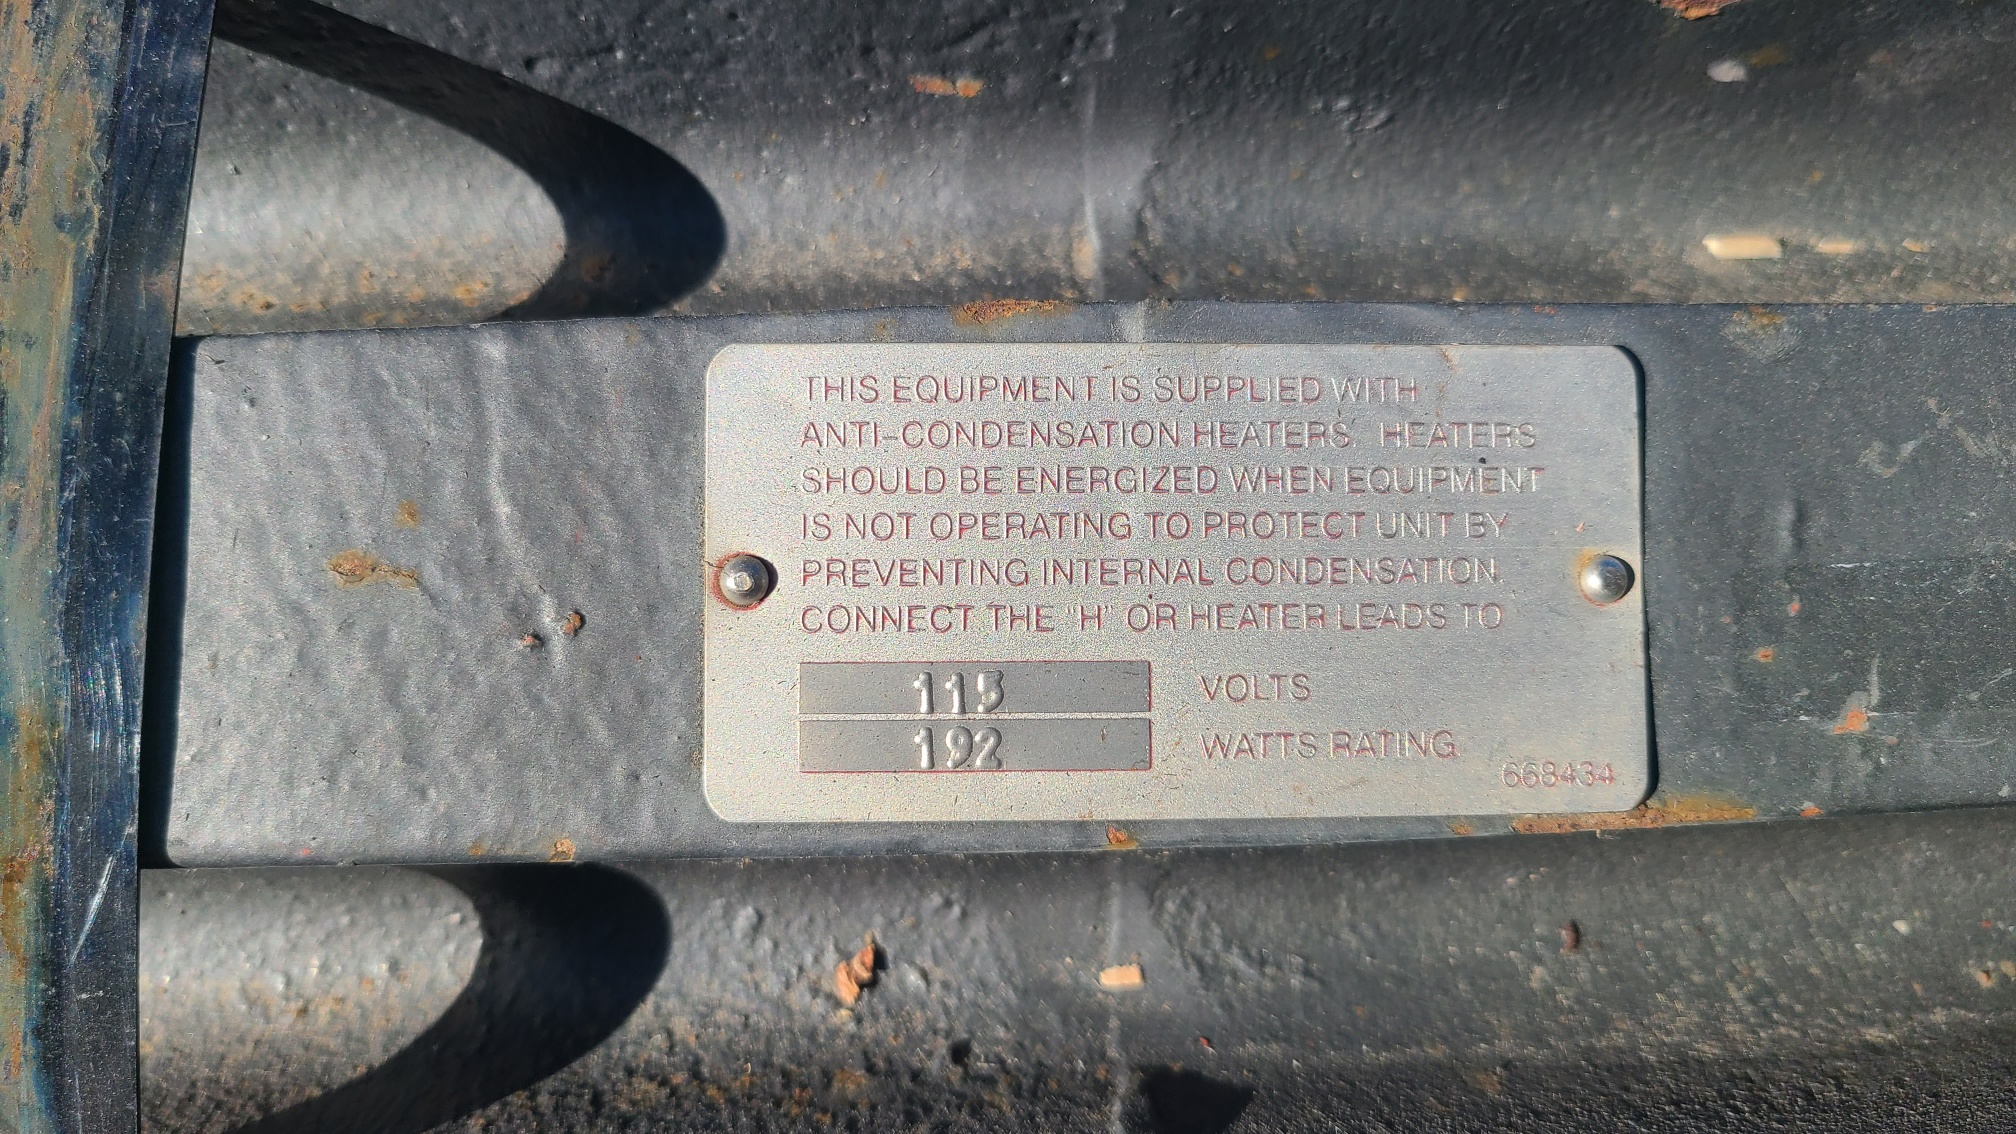 THIS EQUIPMENT IS SUPPLIED WITH
ANTI-CONDENSATION HEATERS. HEATERS
SHOULD BE ENERGIZED WHEN EQUIPMENT
IS NOT OPERATING TO PROTECT UNIT BY
PREVENTING INTERNAL CONDENSATION.
CONNECT THE "H" OR HEATER LEADS TO
115 VOLTS
192 WATTS RATING
668434